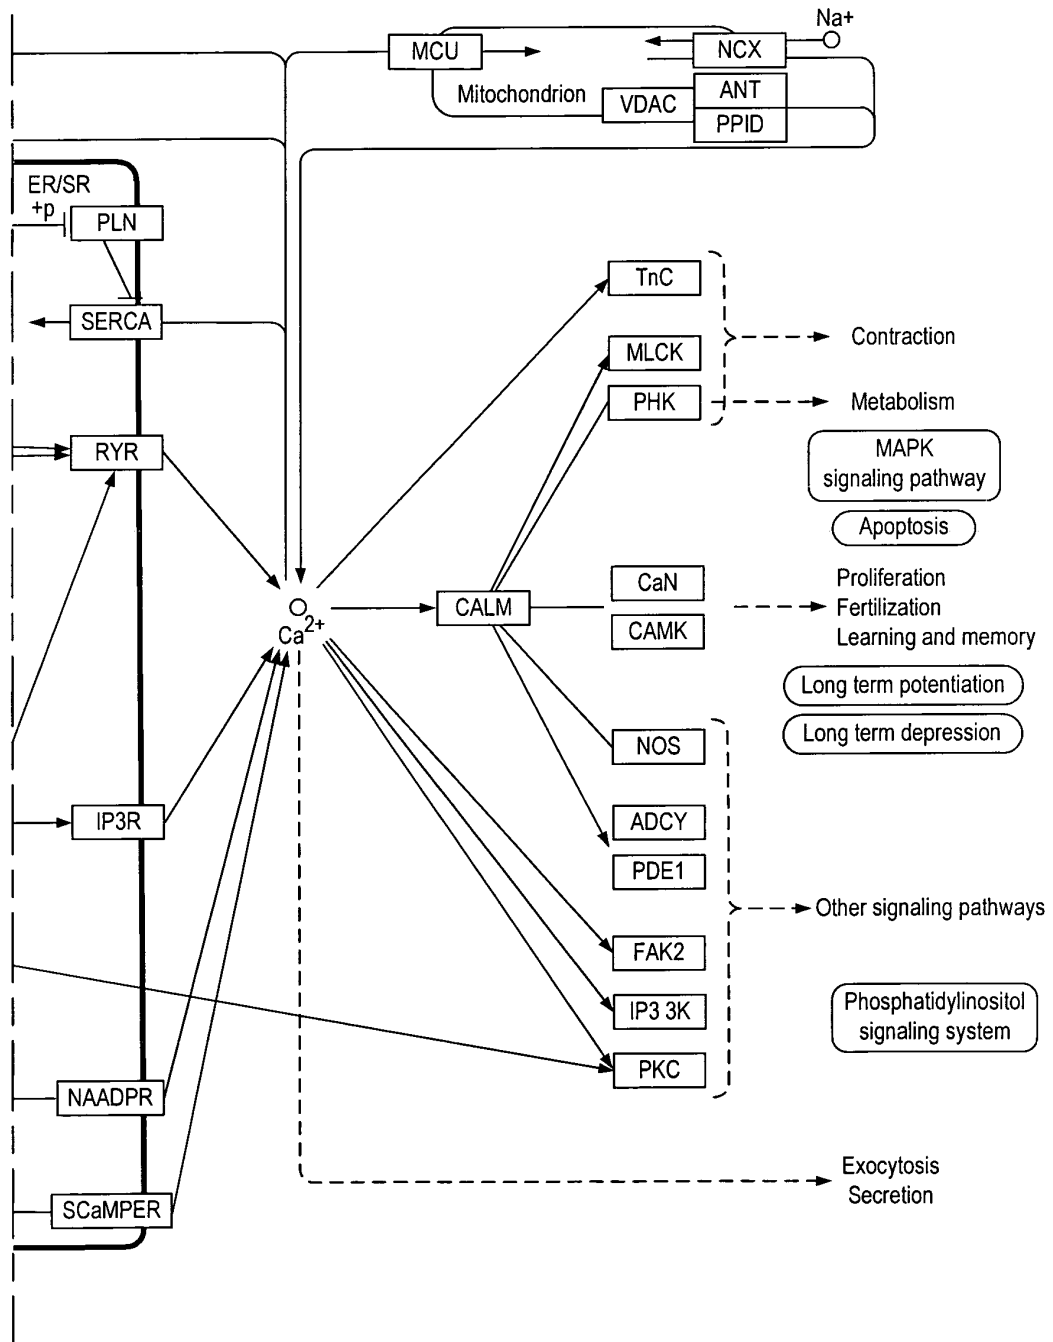 Na+
MCU
NCX
Mitochondrion
VDAC
ANT
PPID
ER/SR
+p
PLN
TnC
SERCA
MLCK
Contraction
PHK
Metabolism
RYR
MAPK
signaling pathway
Apoptosis
CaN
Proliferation
Ca2+
CALM
Fertilization
CAMK
Learning and memory
Long term potentiation
NOS
Long term depression
IP3R
ADCY
PDE1
Other signaling pathways
FAK2
IP3 3K
Phosphatidylinositol
signaling system
PKC
NAADPR
Exocytosis
Secretion
SCaMPER